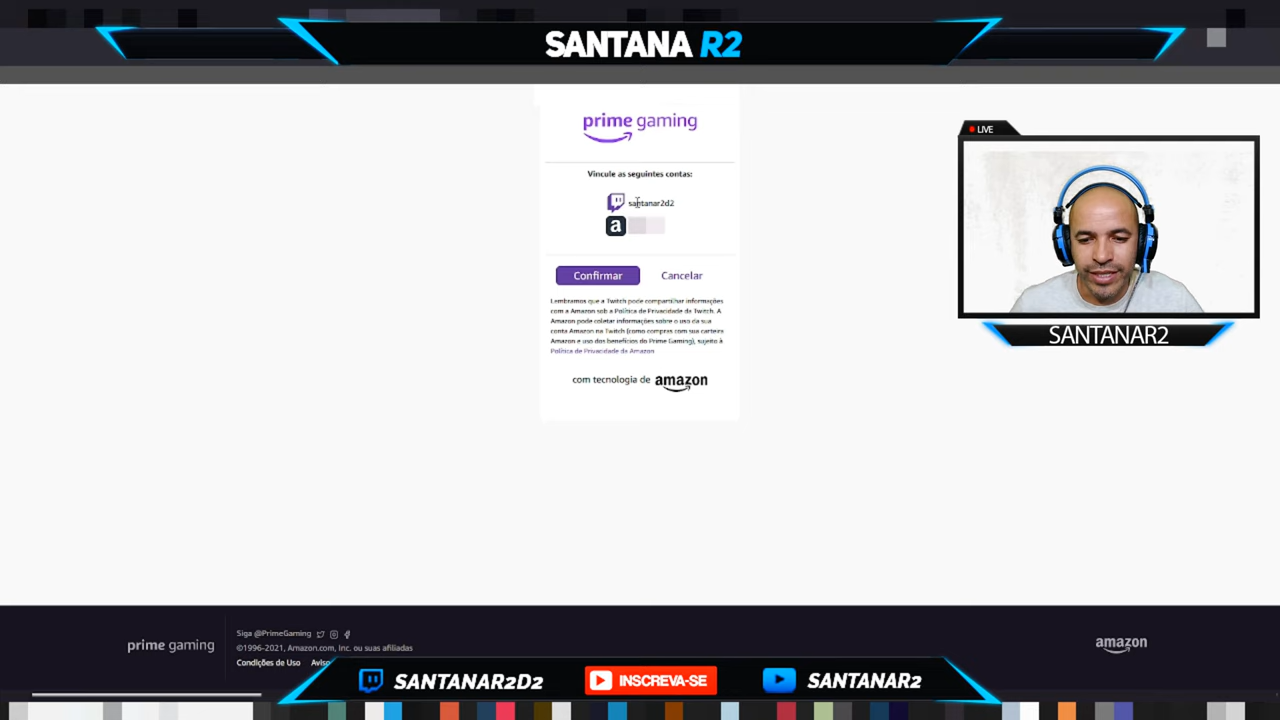 SANTANA R2
LIVE
prime gaming
Vincule as seguintes contas:
santanar2d2
a
Confirmar
Cancelar
Lembramos que a Twitch pode compartilhar informações
com a Amazon sob a Política de Privacidade da Twitch. A
Amazon pode coletar informações sobre o uso da sua
conta Amazon na Twitch (como compras com sua carteira
Amazon e uso dos benefícios do Prime Gaming), sujeito à
Política de Privacidade da Amazon
com tecnologia de amazon
SANTANAR2
prime gaming
Siga @PrimeGaming
©1996-2021, Amazon.com, Inc. ou suas afiliadas
Condições de Uso
amazon
SANTANAR2D2
INSCREVA-SE
SANTANAR2